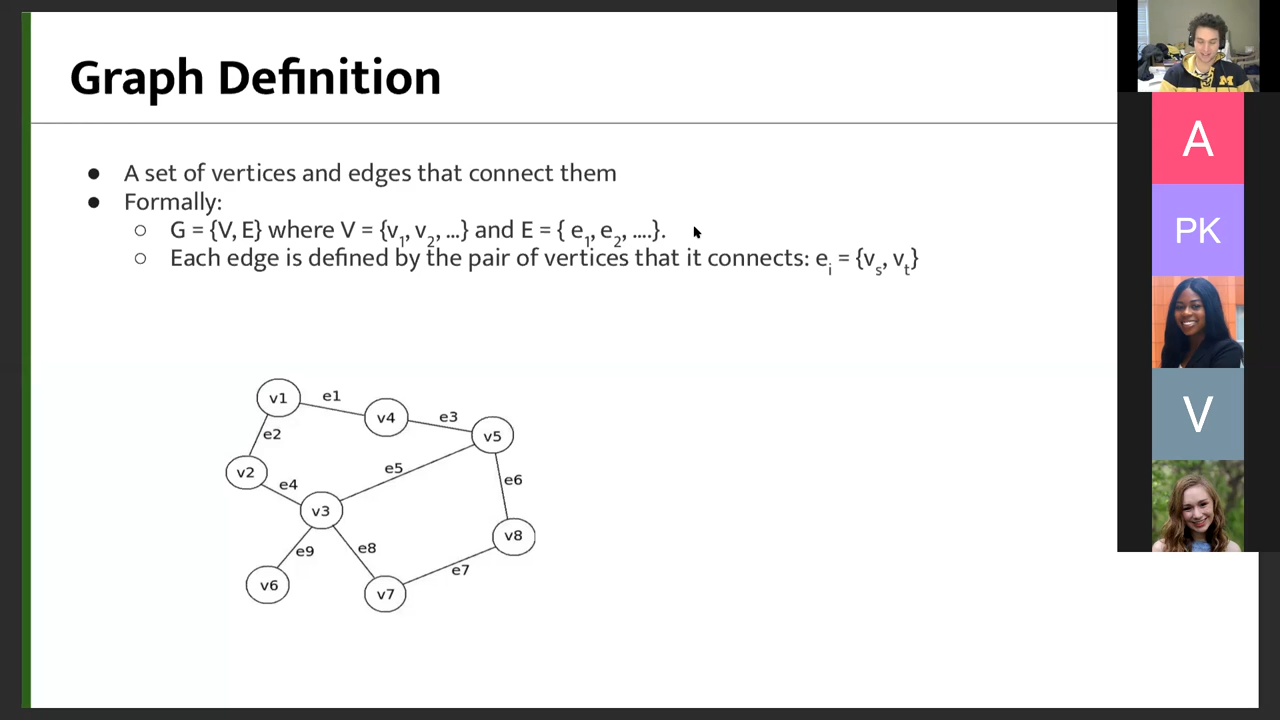 Graph Definition
● A set of vertices and edges that connect them
● Formally:
○ G = {V, E} where V = {v1, v2, ...} and E = { e1, e2, ....}.
○ Each edge is defined by the pair of vertices that it connects: ei = {vs, vt}
v1
e1
v4
e3
v5
e2
v2
e4
e5
e6
v3
e9
e8
v8
v6
e7
v7
M
A
PK
V